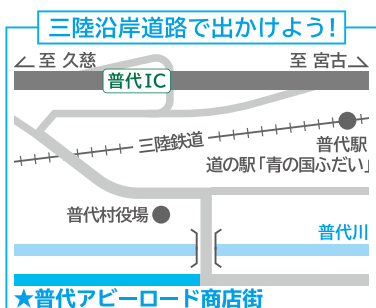 三陸沿岸道路で出かけよう!
至 久慈
至 宮古
普代IC
三陸鉄道
普代駅
道の駅「青の国ふだい」
普代村役場
普代川
★普代アビーロード商店街